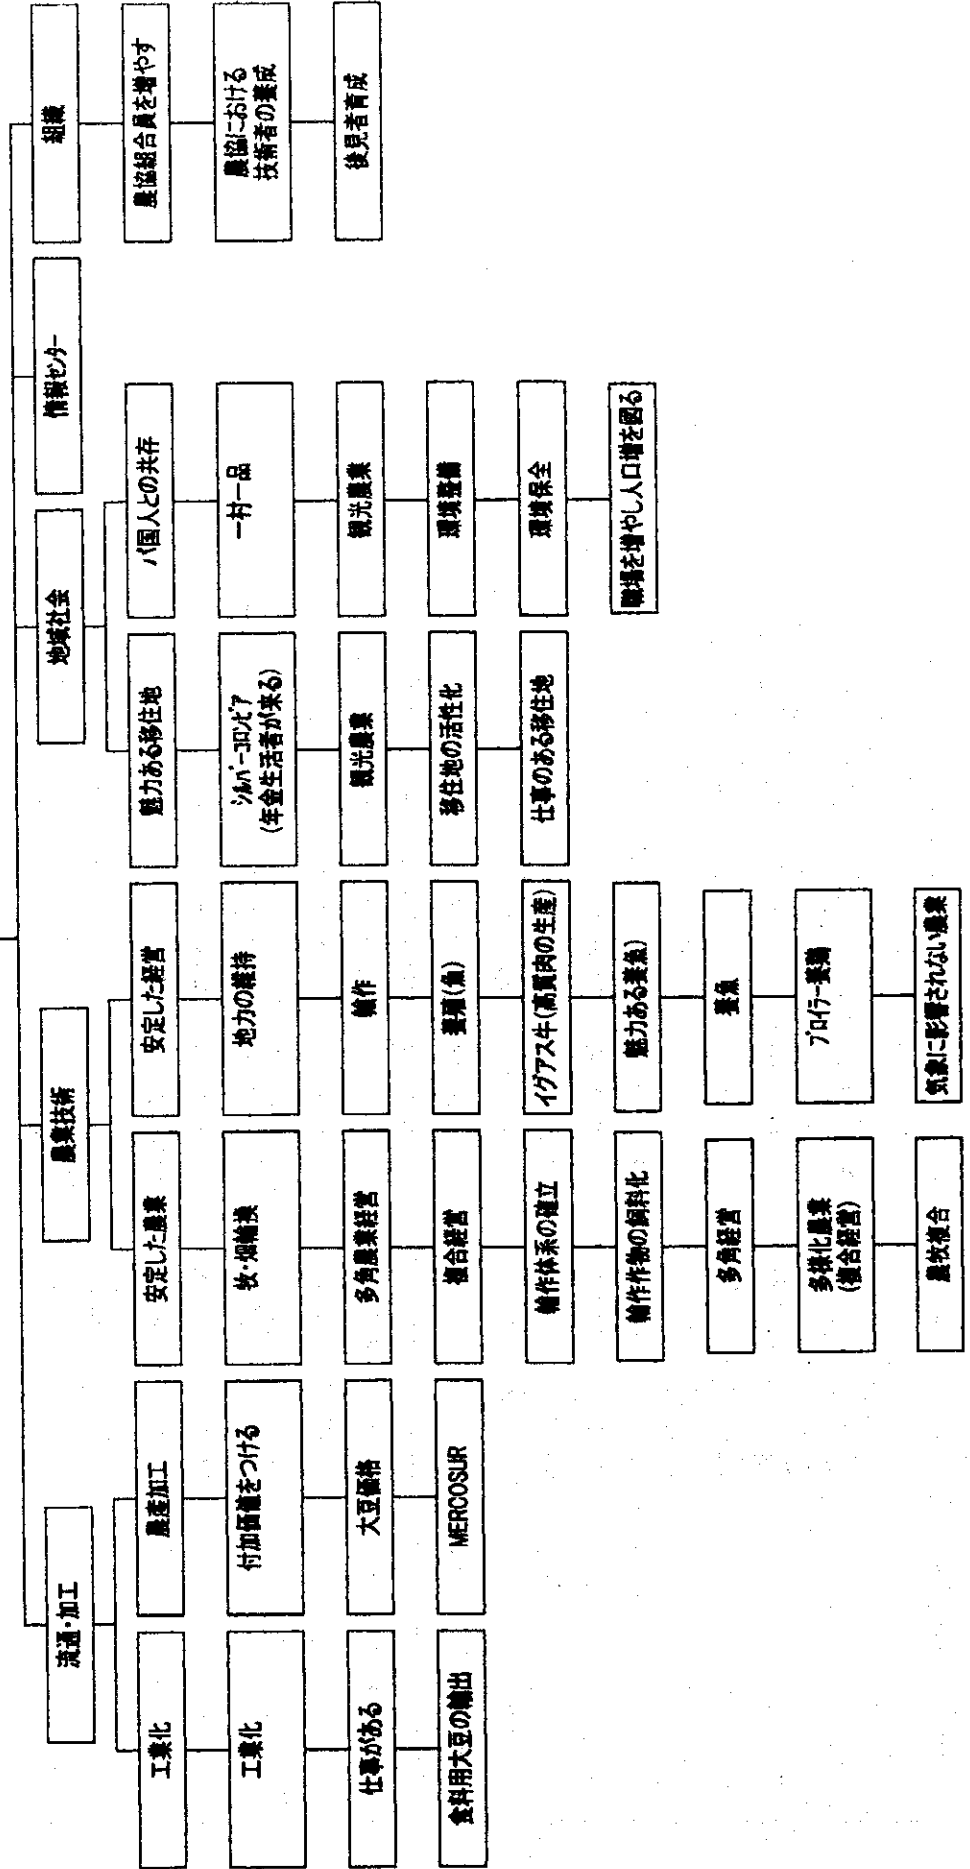 流通・加工
農業技術
地域社会
情報センター
組織
工業化
農産加工
安定した農業
安定した経営
魅力ある移住地
パ国人との共存
農協組合員を増やす
工業化
付加価値をつける
牧・畑輪換
地力の維持
シルバーコロンビア
(年金生活者が来る)
一村一品
農協における
技術者の養成
仕事がある
大豆価格
多角農業経営
輪作
観光農業
観光農業
後見者育成
食料用大豆の輸出
MERCOSUR
複合経営
養殖(魚)
移住地の活性化
環境整備
輪作体系の確立
イグアス牛(高質肉の生産)
仕事のある移住地
環境保全
輪作作物の飼料化
魅力ある養魚)
職場を増やし人口増を図る
多角経営
養魚
多様化農業
(複合経営)
ブロイラー養鶏
農牧複合
気象に影響されない農業